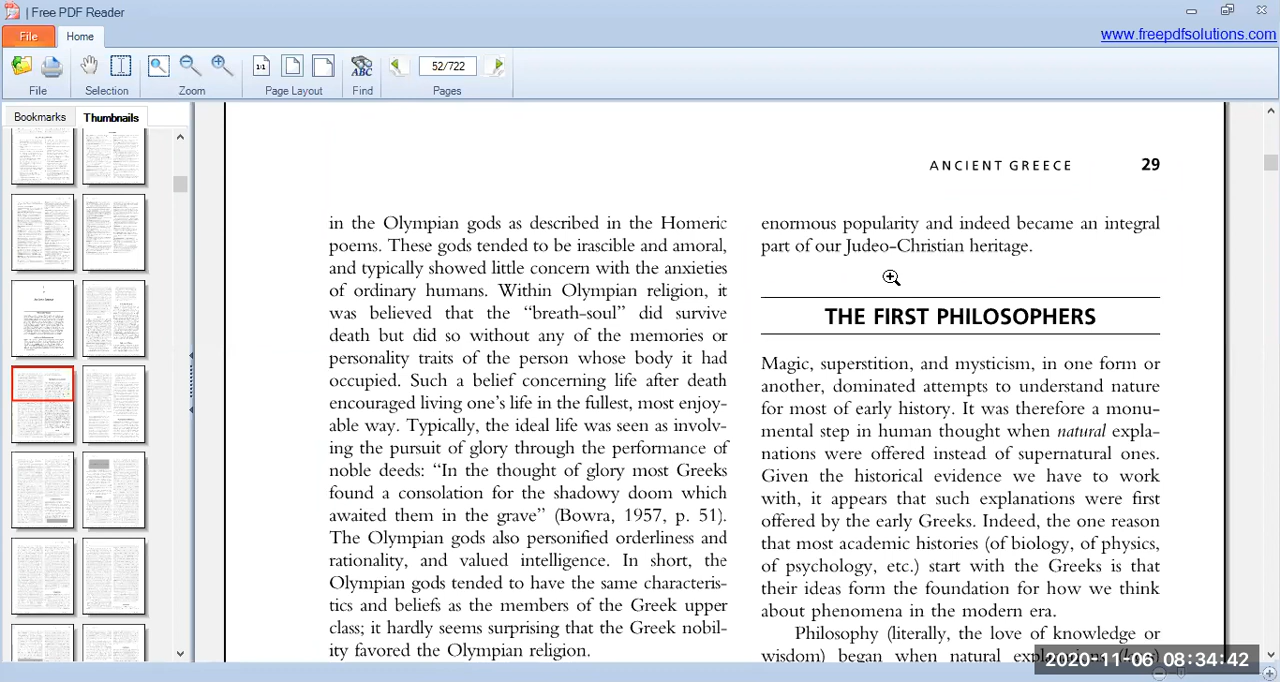 | Free PDF Reader
File
Home
www.freepdfsolutions.com
1:1
ABC
52/722
File
Selection
Zoom
Page Layout
Find
Pages
Bookmarks
Thumbnails
ANCIENT GREECE 29
in the Olympian gods as described in the Homeric
poems. These gods tended to be irascible and amoral,
and typically showed little concern with the anxieties
of ordinary humans. Within Olympian religion, it
was believed that the “breath-soul” did survive
death but did so without any of the memories or
personality traits of the person whose body it had
occupied. Such a belief concerning life after death
encouraged living one’s life in the fullest, most enjoy-
able way. Typically, the ideal life was seen as involv-
ing the pursuit of glory through the performance of
noble deeds: “In the thought of glory most Greeks
found a consolation for the shadowy doom which
awaited them in the grave” (Bowra, 1957, p. 51).
The Olympian gods also personified orderliness and
rationality, and valued intelligence. In short, the
Olympian gods tended to have the same characteris-
tics and beliefs as the members of the Greek upper
class; it hardly seems surprising that the Greek nobil-
ity favored the Olympian religion.
enormous popularity and indeed became an integral
part of our Judeo-Christian heritage.
THE FIRST PHILOSOPHERS
Magic, superstition, and mysticism, in one form or
another, dominated attempts to understand nature
for most of early history. It was therefore a monu-
mental step in human thought when natural expla-
nations were offered instead of supernatural ones.
Given the historical evidence we have to work
with, it appears that such explanations were first
offered by the early Greeks. Indeed, the one reason
that most academic histories (of biology, of physics,
of psychology, etc.) start with the Greeks is that
their ideas form the foundation for how we think
about phenomena in the modern era.
Philosophy (literally, the love of knowledge or
wisdom) began when natural
2020-11-06 08:34:42